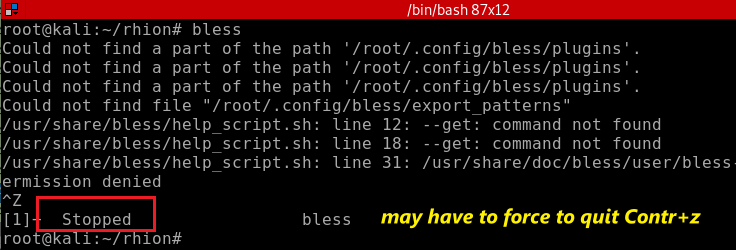 /bin/bash 87x12
root@kali:~/rhion# bless
Could not find a part of the path '/root/.config/bless/plugins'.
Could not find a part of the path '/root/.config/bless/plugins'.
Could not find a part of the path '/root/.config/bless/plugins'.
Could not find file "/root/.config/bless/export_patterns"
/usr/share/bless/help_script.sh: line 12: --get: command not found
/usr/share/bless/help_script.sh: line 18: --get: command not found
/usr/share/bless/help_script.sh: line 31: /usr/share/doc/bless/user/bless-
ermission denied
^Z
[1]+  Stopped                 bless may have to force to quit Contr+z
root@kali:~/rhion#